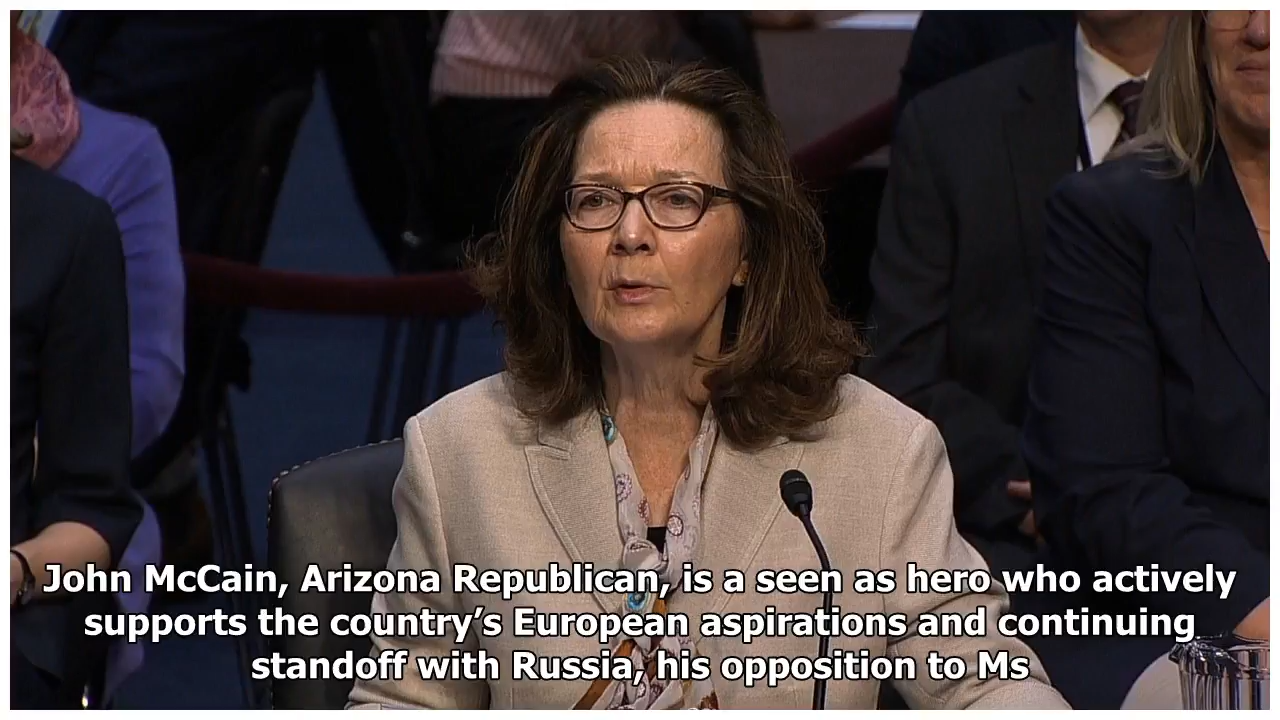 John McCain, Arizona Republican, is a seen as hero who actively
supports the country’s European aspirations and continuing
standoff with Russia, his opposition to Ms